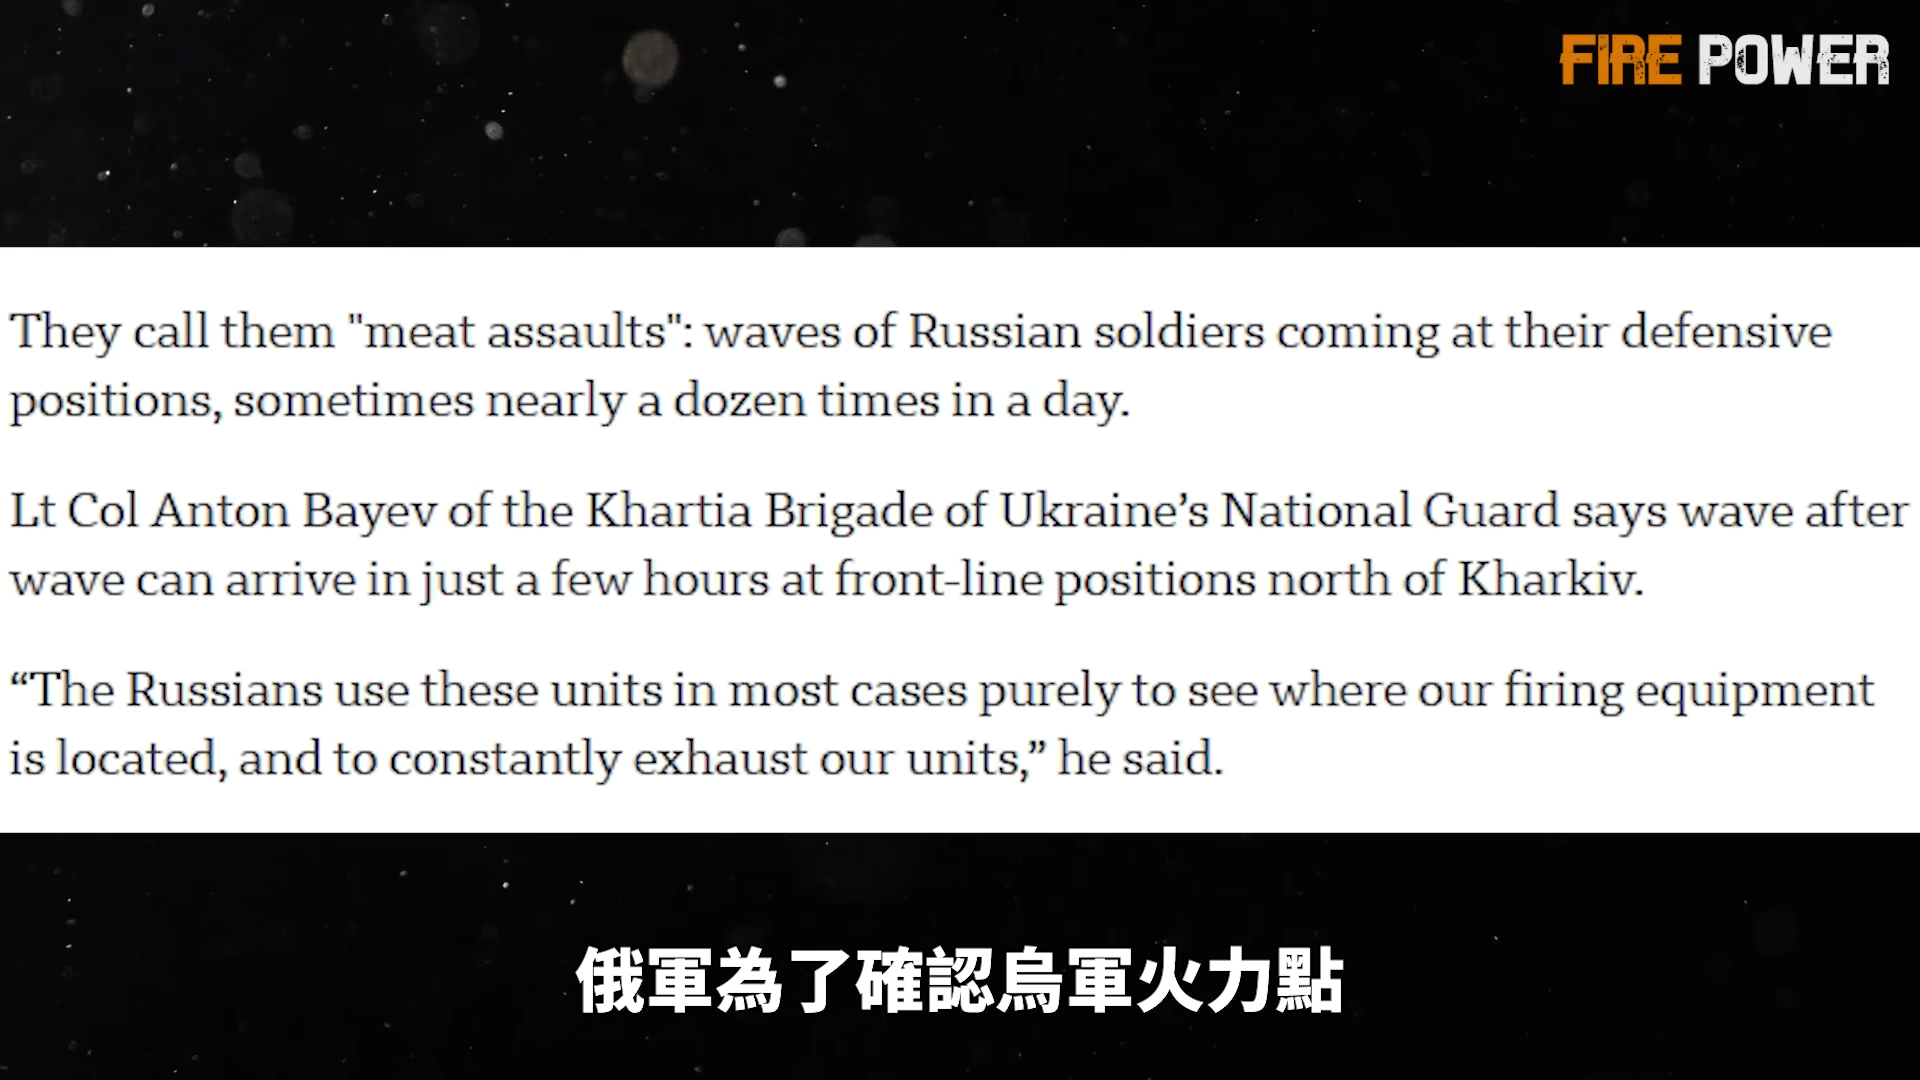 FIRE POWER
They call them "meat assaults": waves of Russian soldiers coming at their defensive
positions, sometimes nearly a dozen times in a day.
Lt Col Anton Bayev of the Khartia Brigade of Ukraine’s National Guard says wave after
wave can arrive in just a few hours at front-line positions north of Kharkiv.
“The Russians use these units in most cases purely to see where our firing equipment
is located, and to constantly exhaust our units,” he said.
俄軍為了確認烏軍火力點